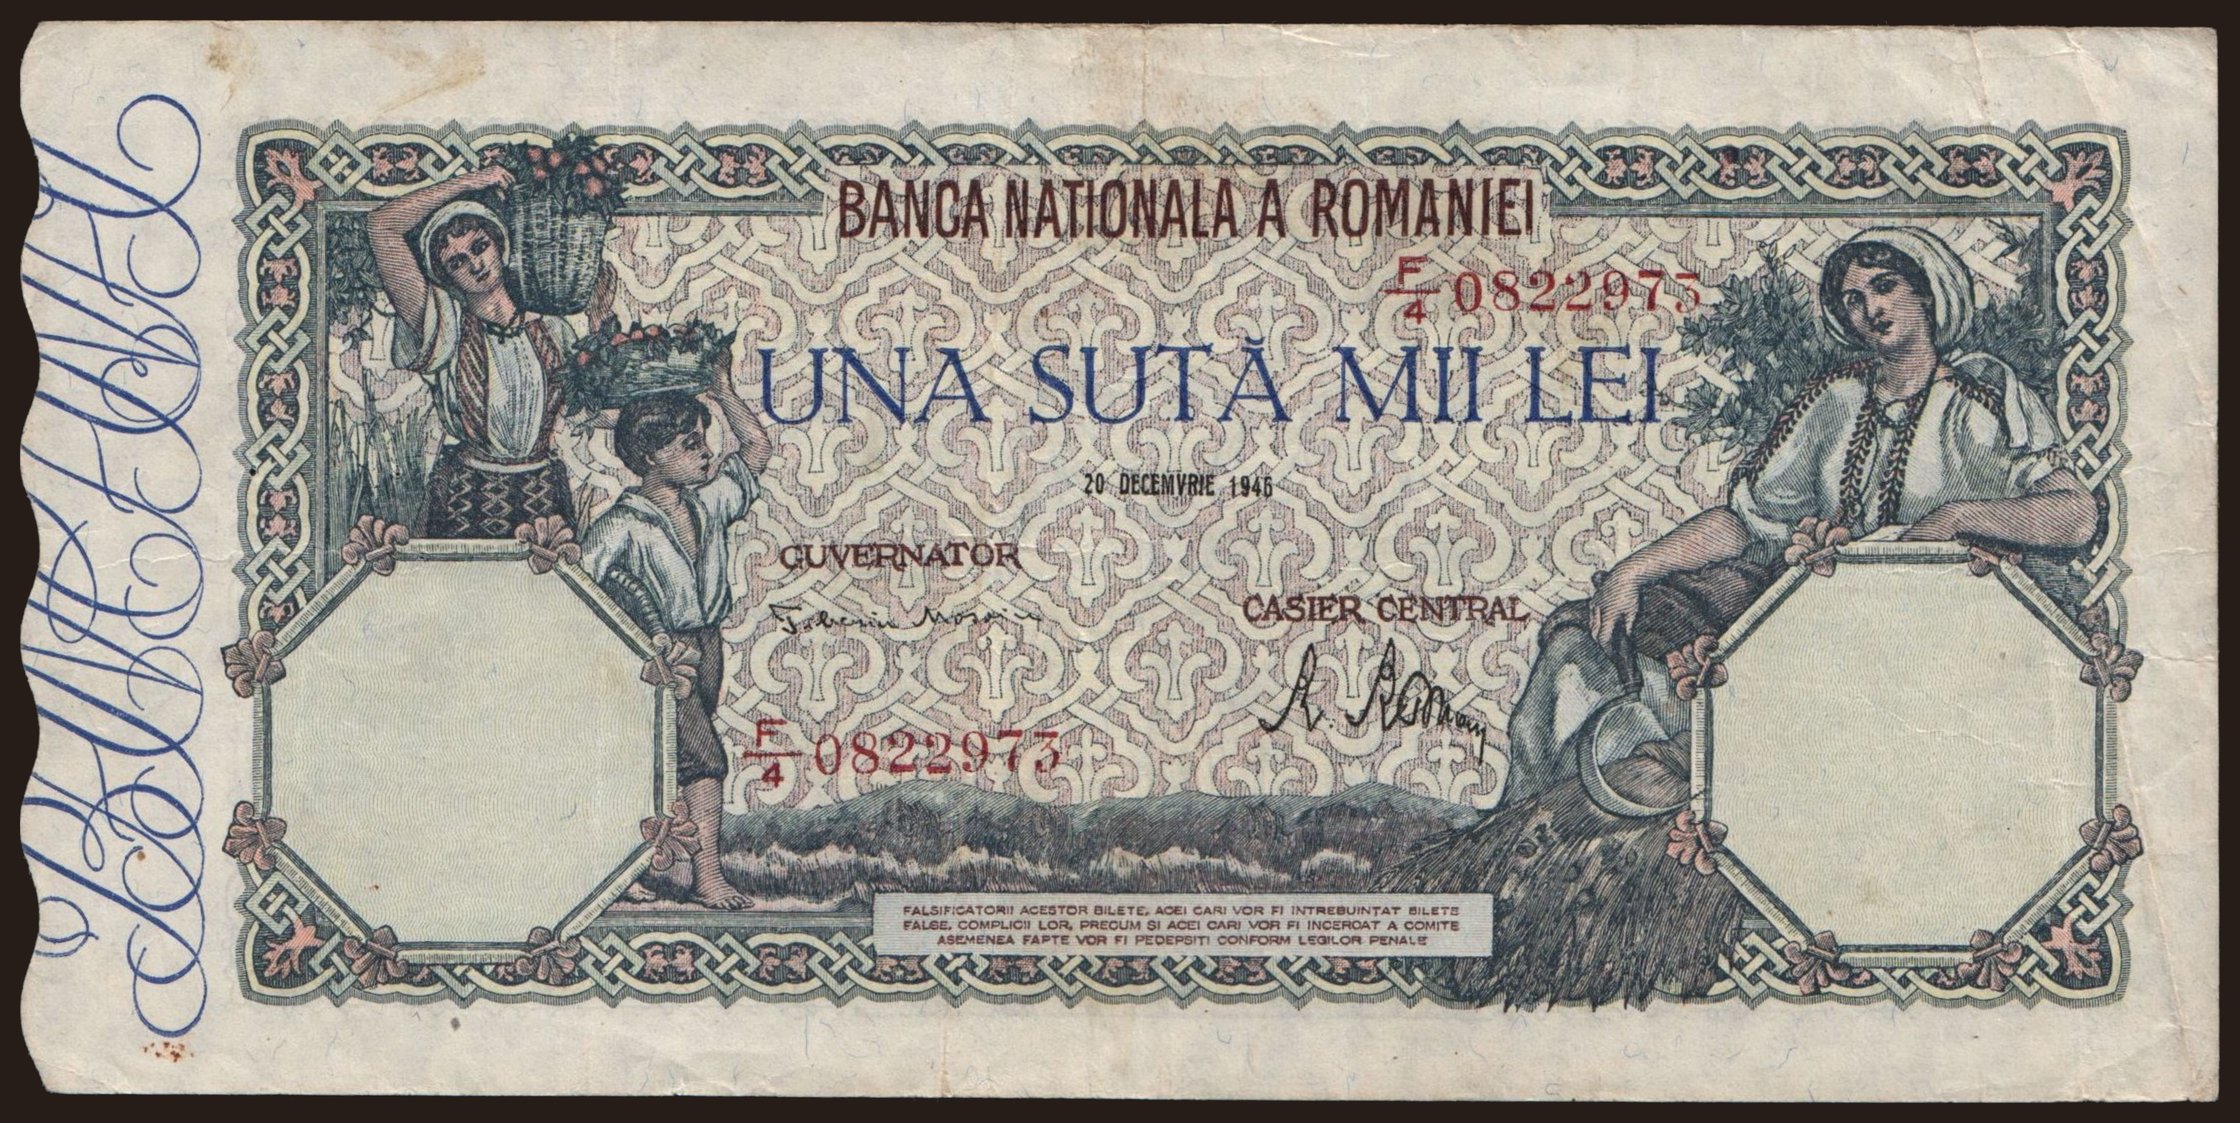 BANCA NATIONALA A ROMANIEI
F/4 0822973
UNA SUTĂ MII LEI
20 DECEMVRIE 1946
GUVERNATOR
CASIER CENTRAL
F/4 0822973
FALSIFICATORII ACESTOR BILETE, ACEI CARI VOR FI INTREBUINTAT BILETE
FALSE, COMPLICII LOR, PRECUM SI ACEI CARI VOR FI INCERCAT A COMITE
ASEMENEA FAPTE VOR FI PEDEPSITI CONFORM LEGILOR PENALE